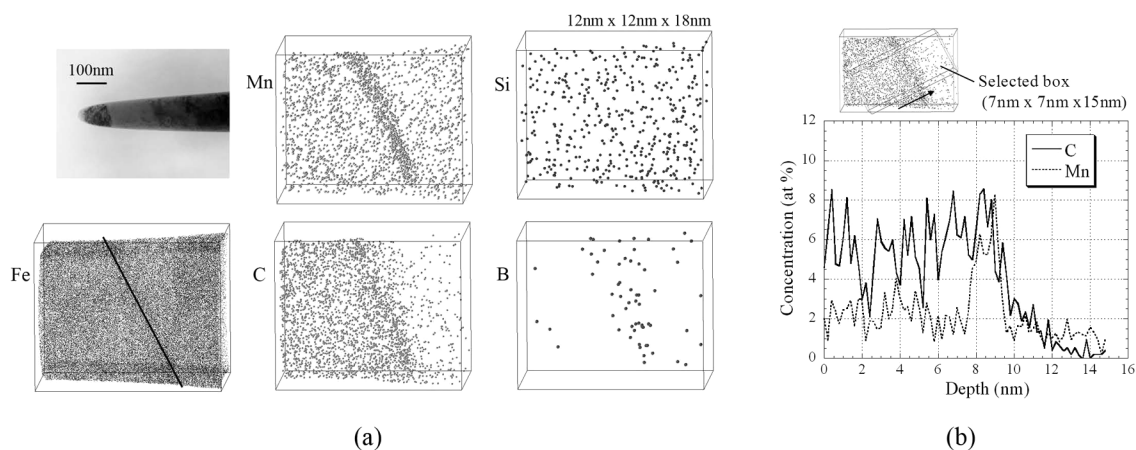 12nm x 12nm x 18nm
100nm
Mn
Si
Fe
C
B
(a)
Selected box
(7nm x 7nm x15nm)
12
10
8
6
4
2
0
Concentration (at %)
C
Mn
0 2 4 6 8 10 12 14 16
Depth (nm)
(b)